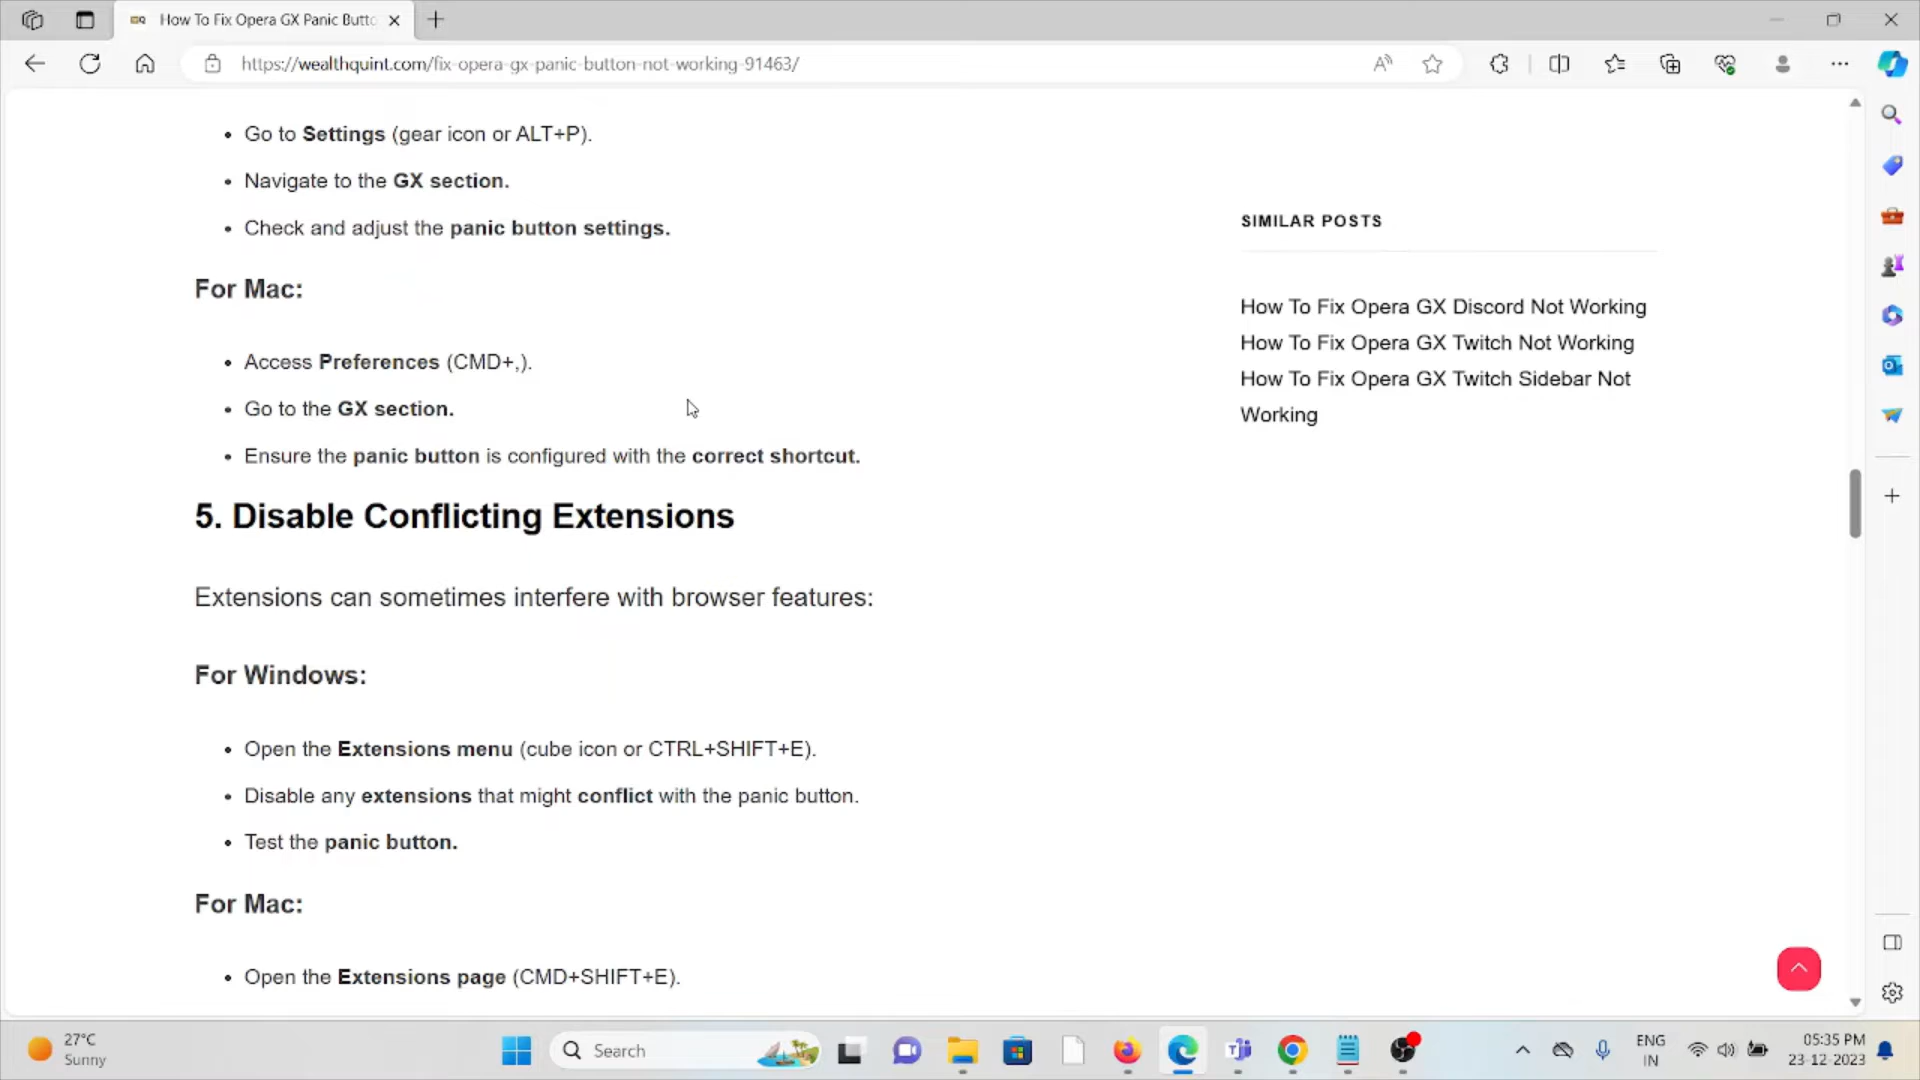 How To Fix Opera GX Panic Butto
https://wealthquint.com/fix-opera-gx-panic-button-not-working-91463/
• Go to Settings (gear icon or ALT+P).
• Navigate to the GX section.
• Check and adjust the panic button settings.
For Mac:
• Access Preferences (CMD+,).
• Go to the GX section.
• Ensure the panic button is configured with the correct shortcut.
5. Disable Conflicting Extensions
Extensions can sometimes interfere with browser features:
For Windows:
• Open the Extensions menu (cube icon or CTRL+SHIFT+E).
• Disable any extensions that might conflict with the panic button.
• Test the panic button.
For Mac:
• Open the Extensions page (CMD+SHIFT+E).
SIMILAR POSTS
How To Fix Opera GX Discord Not Working
How To Fix Opera GX Twitch Not Working
How To Fix Opera GX Twitch Sidebar Not
Working
27°C
Sunny
Search
ENG
IN
05:35 PM
23-12-2023